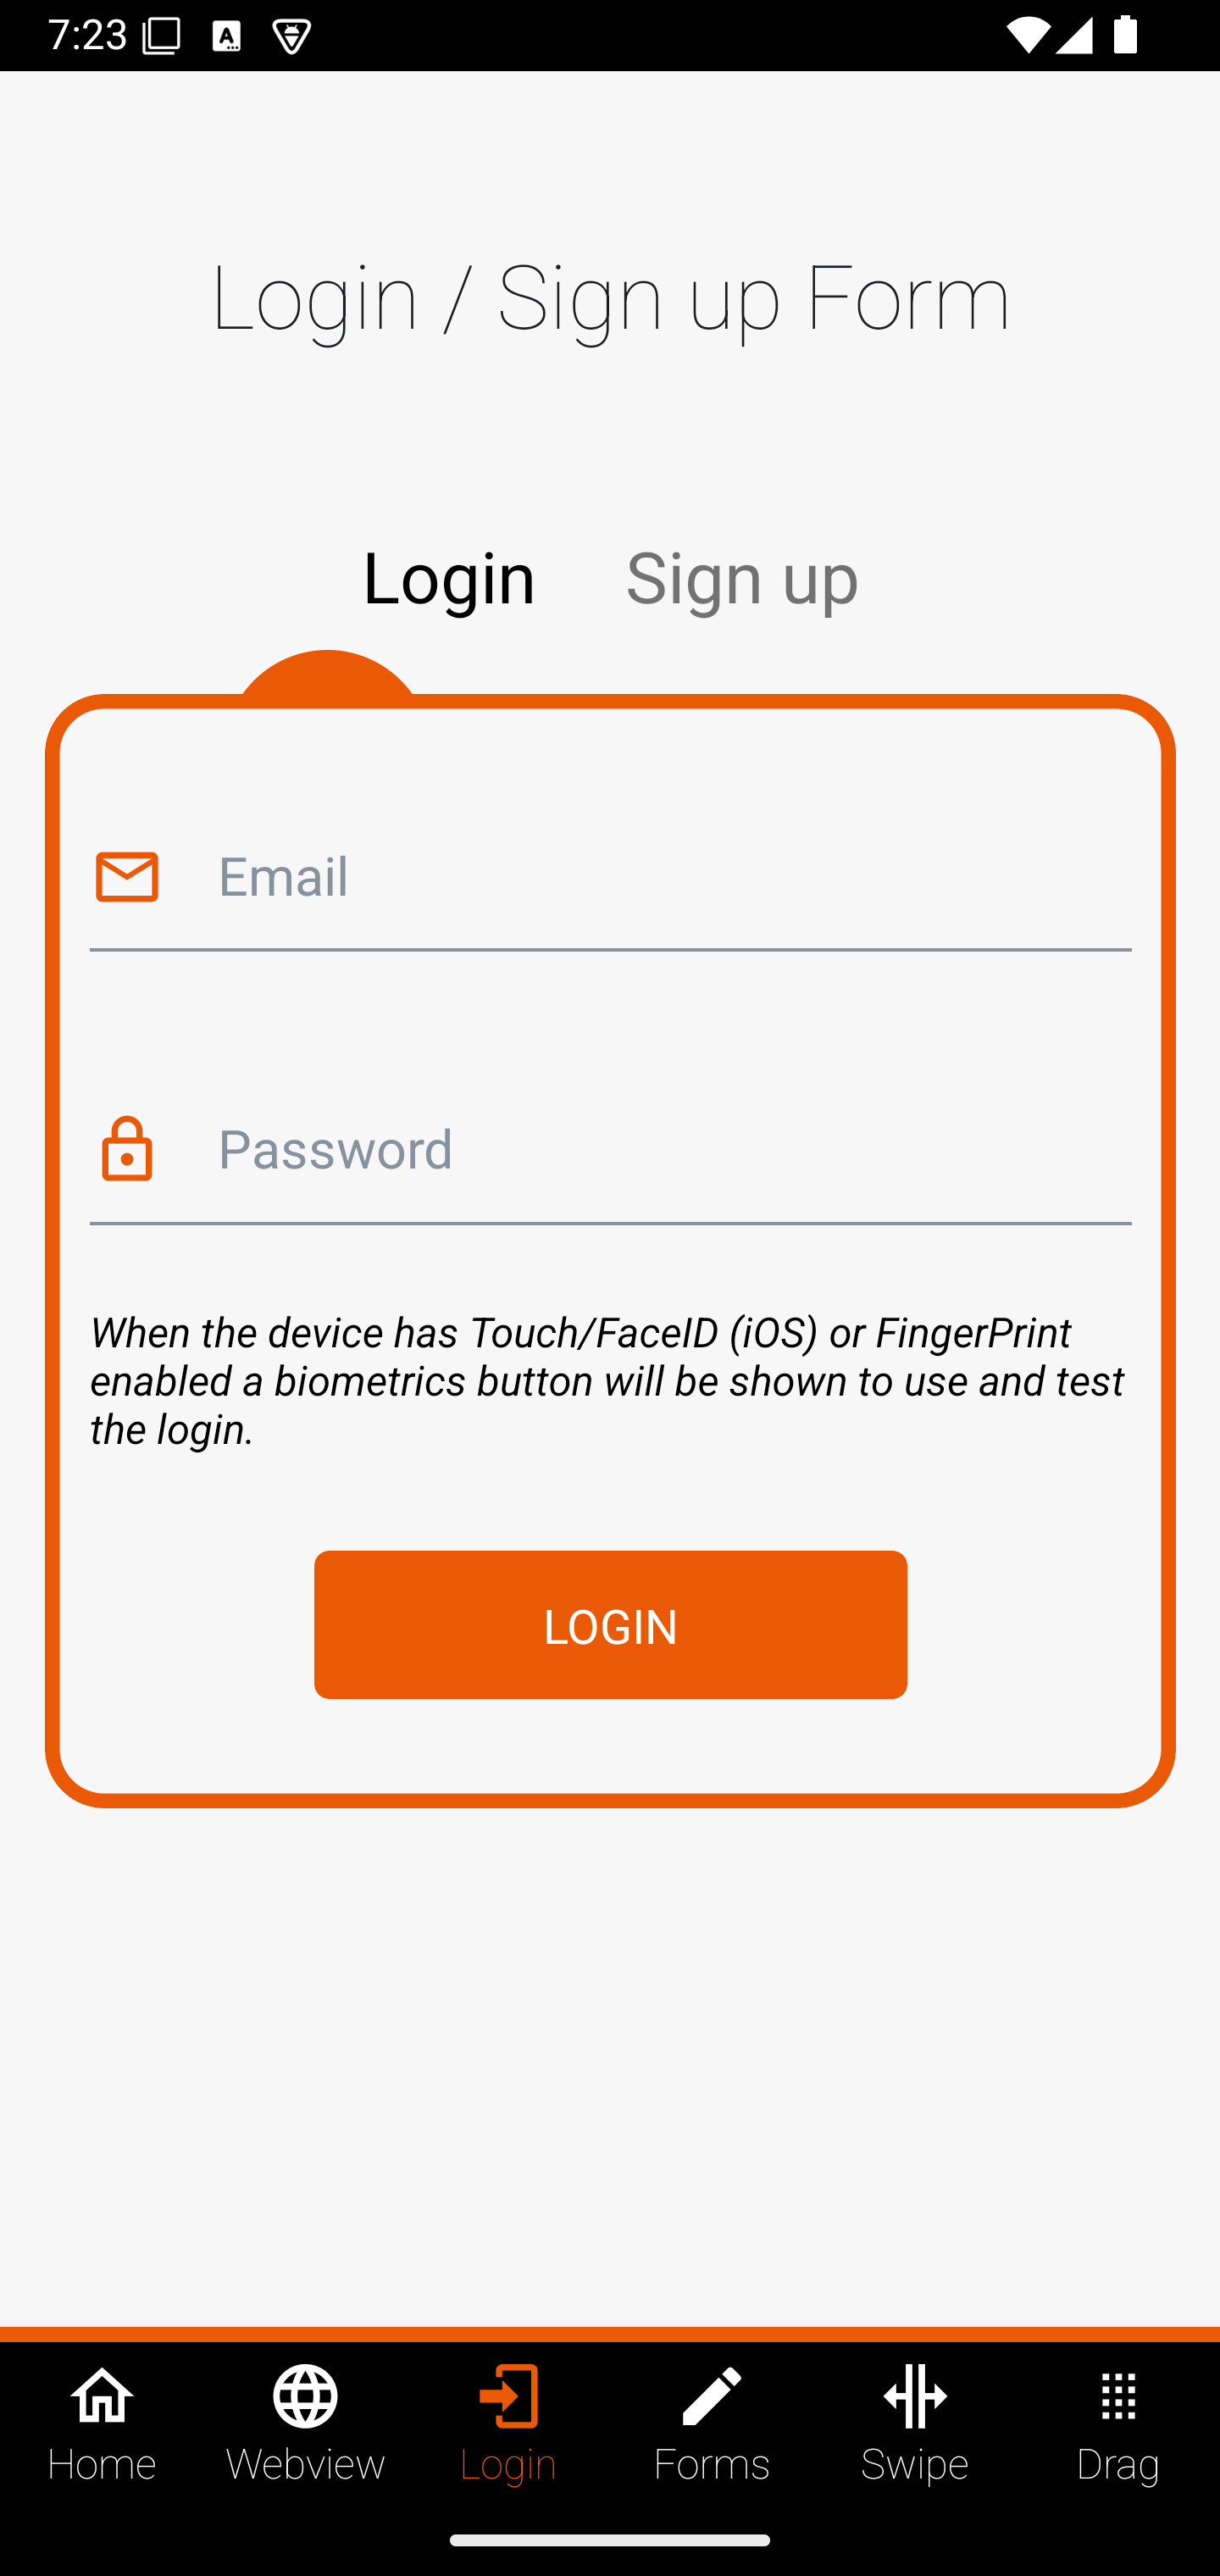 7:23
Login / Sign up Form
Login Sign up
Email
Password
When the device has Touch/FaceID (iOS) or FingerPrint
enabled a biometrics button will be shown to use and test
the login.
LOGIN
Home Webview Login Forms Swipe Drag